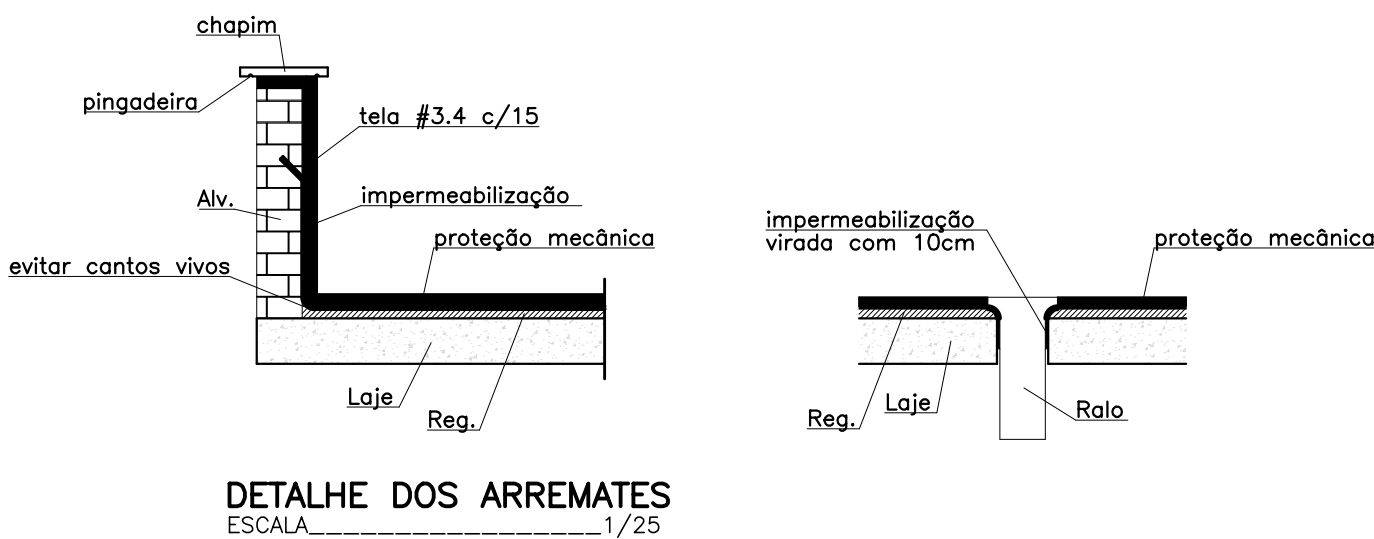 chapim
pingadeira
tela #3.4 c/15
Alv.
impermeabilização
proteção mecânica
evitar cantos vivos
Laje
Reg.
impermeabilização
virada com 10cm
proteção mecânica
Reg.
Laje
Ralo
DETALHE DOS ARREMATES
ESCALA_________________1/25